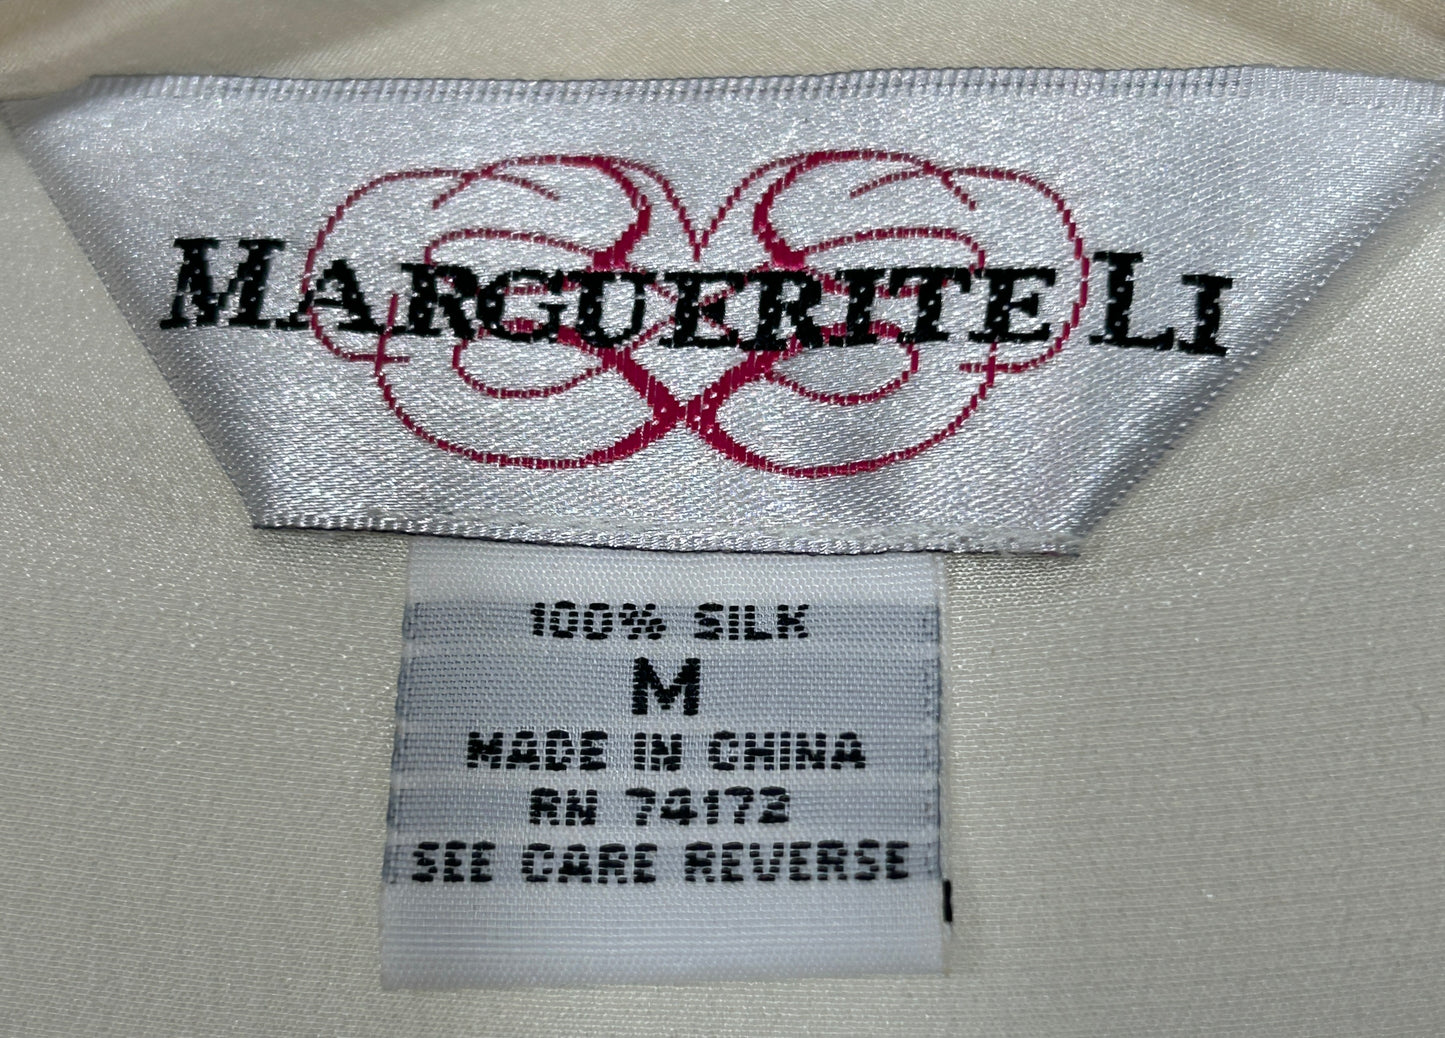 MARGUERITE LI
100% SILK
M
MADE IN CHINA
RN 74172
SEE CARE REVERSE